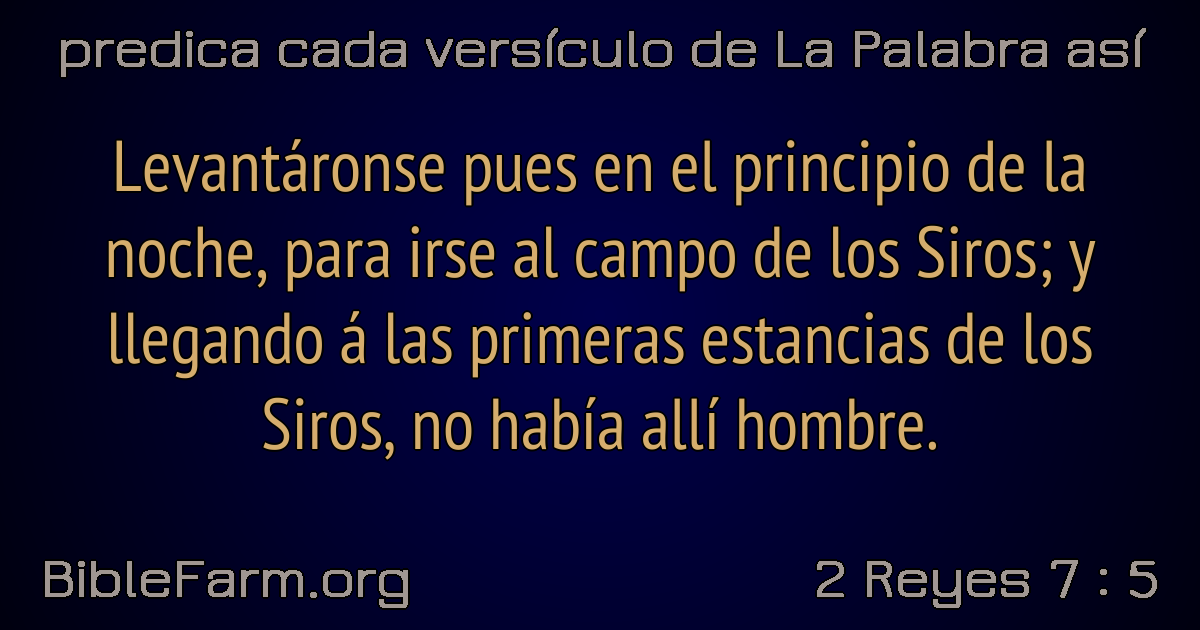 predica cada versículo de La Palabra así
Levantáronse pues en el principio de la
noche, para irse al campo de los Siros; y
llegando á las primeras estancias de los
Siros, no había allí hombre.
BibleFarm.org
2 Reyes 7 : 5